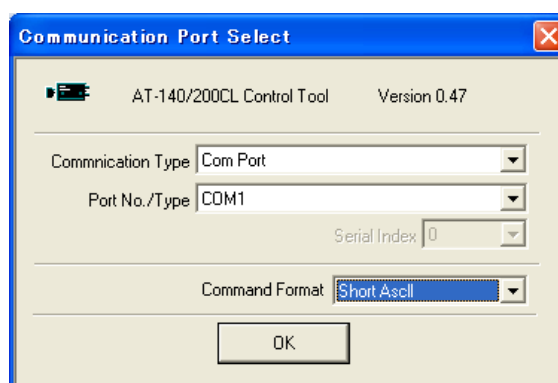 Communication Port Select
AT-140/200CL Control Tool Version 0.47
Commnication Type Com Port
Port No./Type COM1
Serial Index 0
Command Format Short AscII
OK